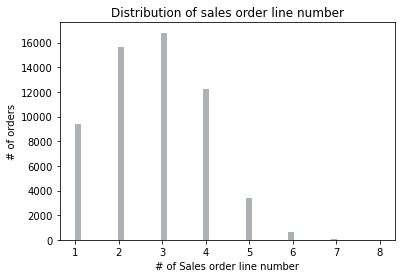 Distribution of sales order line number
# of orders
16000
14000
12000
10000
8000
6000
4000
2000
0
1 2 3 4 5 6 7 8
# of Sales order line number